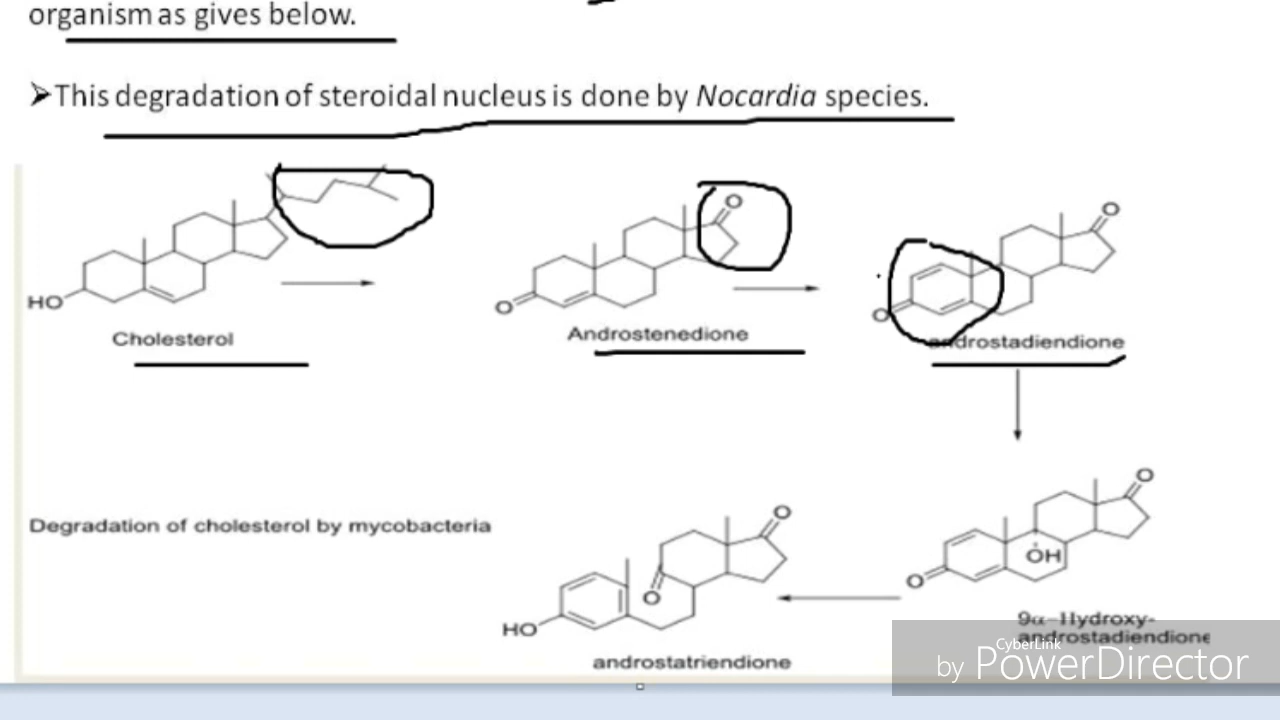 organism as gives below.
➤This degradation of steroidal nucleus is done by Nocardia species.
HO
Cholesterol
O
O
Androstenedione
O
O
androstadiendione
Degradation of cholesterol by mycobacteria
O
O
HO
androstatriendione
O
O
OH
9α-Hydroxy-
androstadiendione
CyberLink
by PowerDirector